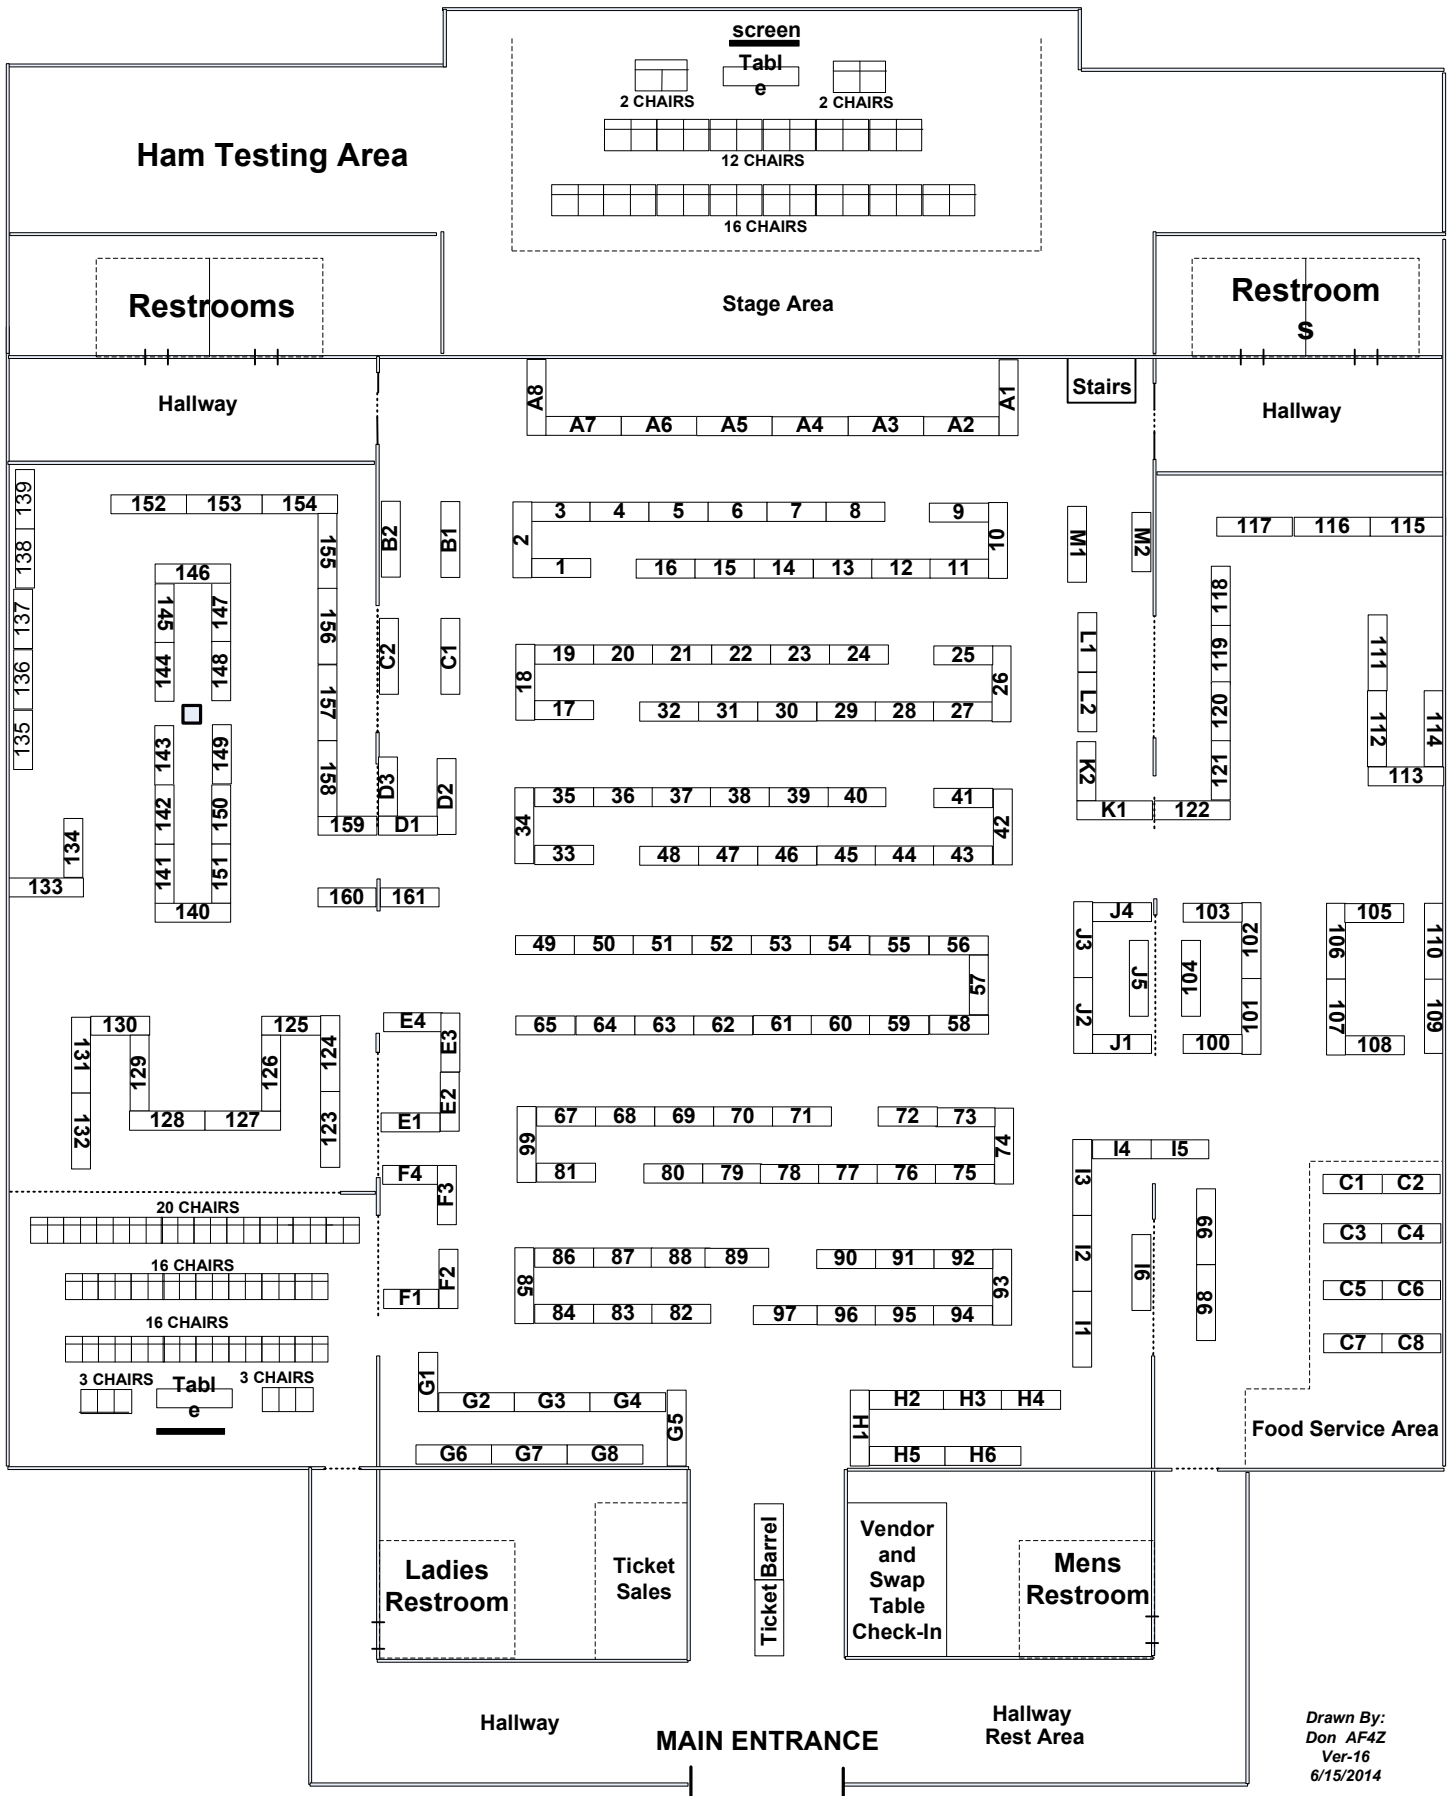 screen
Tabl
e
2 CHAIRS
2 CHAIRS
12 CHAIRS
16 CHAIRS
Ham Testing Area
Restrooms
Stage Area
Restroom
s
Hallway
Stairs
Hallway
A8
A7 A6 A5 A4 A3 A2
A1
139
138
137
136
135
152 153 154
155
156
157
158
159
146
145
144
147
148
143
142
141
149
150
151
140
134
133
160 161
B2
B1
C2
C1
D3
D2
D1
2
3 4 5 6 7 8 9
10
1 16 15 14 13 12 11
18
19 20 21 22 23 24 25
26
17 32 31 30 29 28 27
34
35 36 37 38 39 40 41
42
33 48 47 46 45 44 43
49 50 51 52 53 54 55 56
57
65 64 63 62 61 60 59 58
M1
M2
L1
L2
K2
K1 122
117 116 115
118
119
120
121
111
112
114
113
J4
J3
J2
J5
J1
103
102
104
101
100
105
106
107
108
110
109
130
131
132
129
128 127
126
125
124
123
E4
E3
E2
E1
F4
F3
F2
F1
66
67 68 69 70 71 72 73
74
81 80 79 78 77 76 75
85
86 87 88 89 90 91 92
93
84 83 82 97 96 95 94
I4 I5
I3
I2
I1
I6
99
98
C1 C2
C3 C4
C5 C6
C7 C8
Food Service Area
20 CHAIRS
16 CHAIRS
16 CHAIRS
3 CHAIRS
Tabl
e
3 CHAIRS
G1
G2 G3 G4
G5
G6 G7 G8
H1
H2 H3 H4
H5 H6
Ladies
Restroom
Ticket
Sales
Ticket Barrel
Vendor
and
Swap
Table
Check-In
Mens
Restroom
Hallway
MAIN ENTRANCE
Hallway
Rest Area
Drawn By:
Don AF4Z
Ver-16
6/15/2014